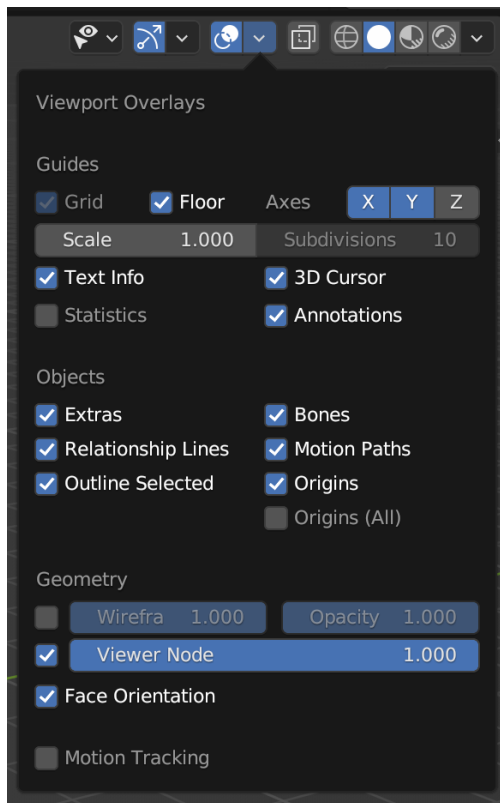 Viewport Overlays
Guides
Grid Floor Axes X Y Z
Scale 1.000 Subdivisions 10
Text Info 3D Cursor
Statistics Annotations
Objects
Extras Bones
Relationship Lines Motion Paths
Outline Selected Origins
Origins (All)
Geometry
Wirefra 1.000 Opacity 1.000
Viewer Node 1.000
Face Orientation
Motion Tracking